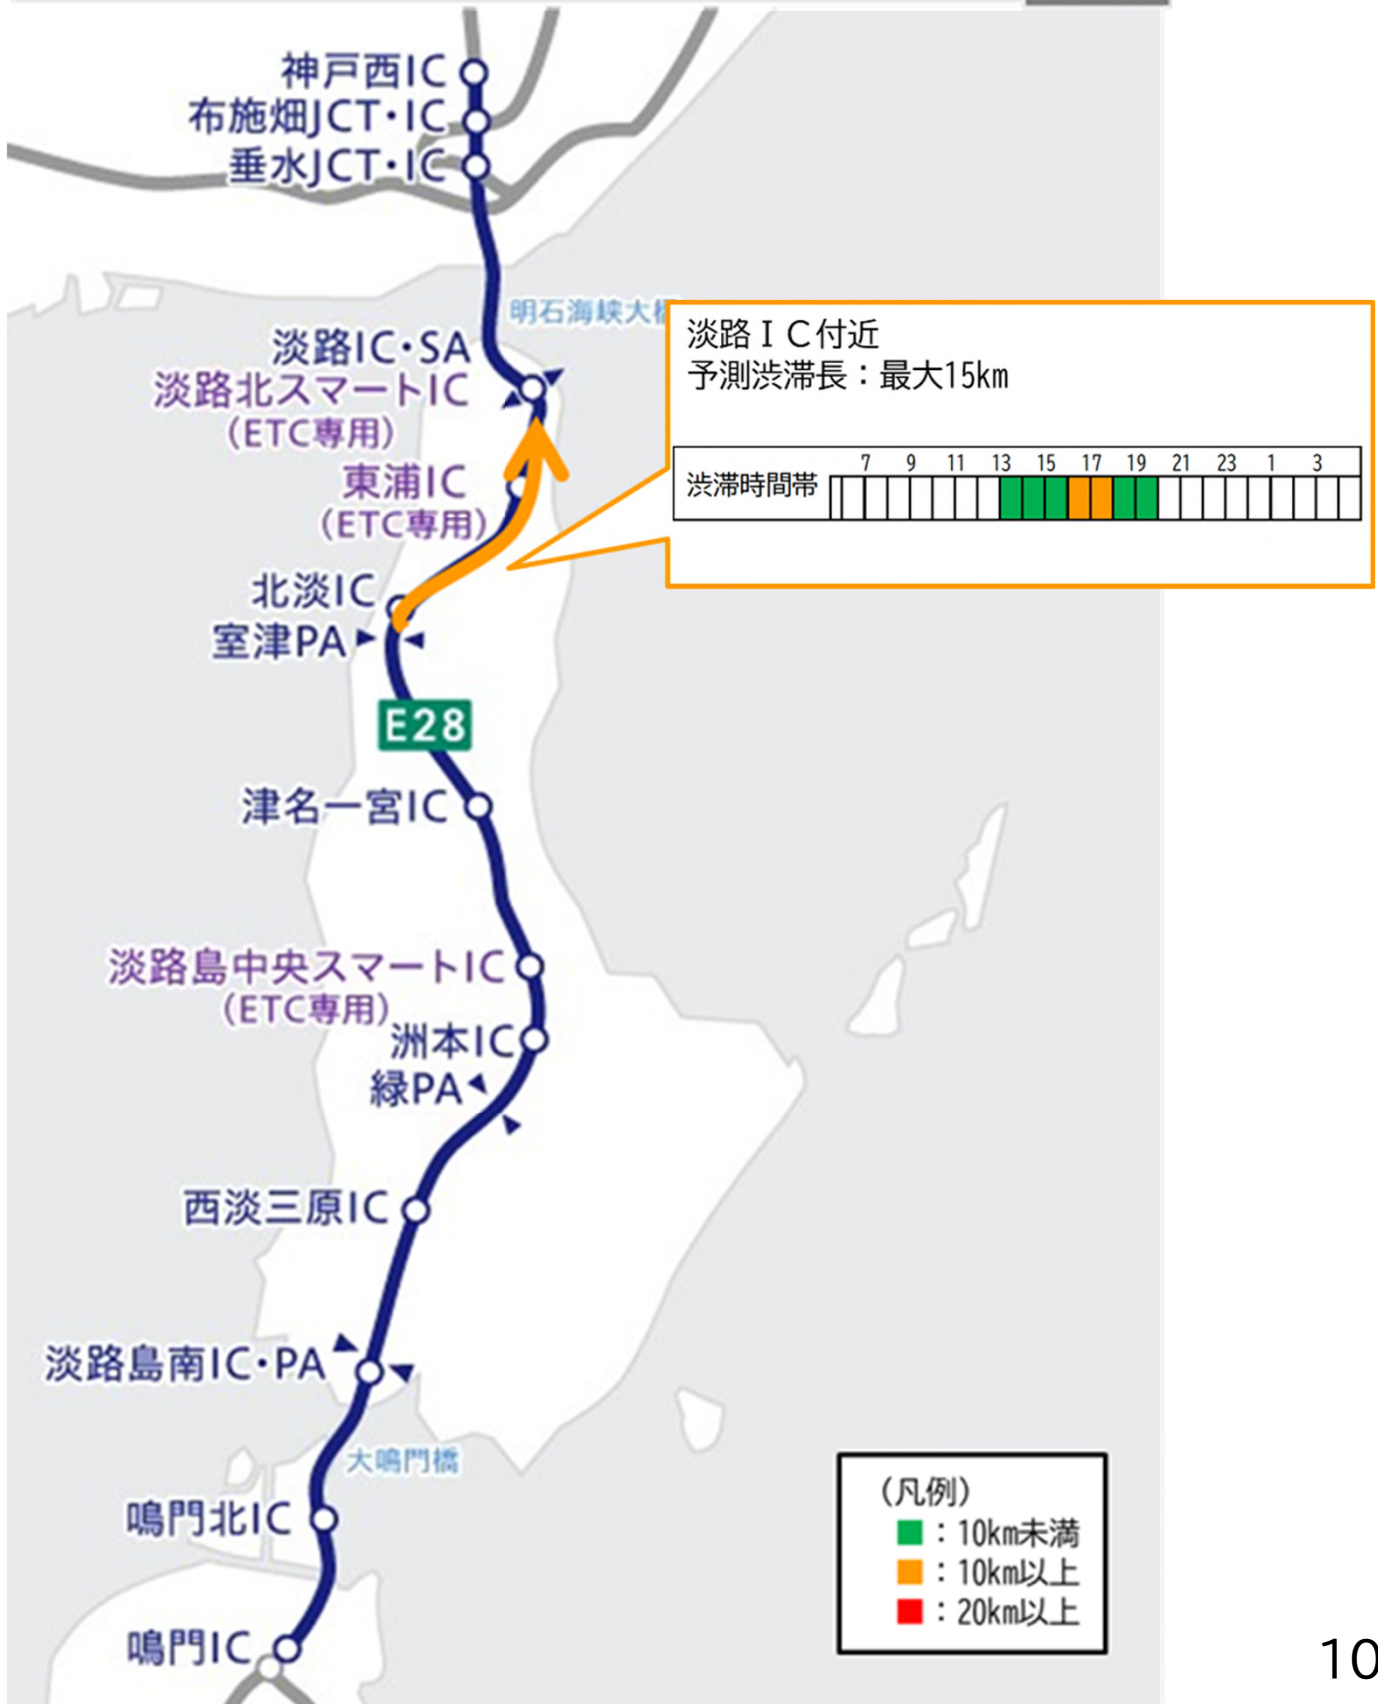 神戸西IC
布施畑JCT・IC
垂水JCT・IC
明石海峡大
淡路IC・SA
淡路北スマートIC
(ETC専用)
東浦IC
(ETC専用)
淡路ＩＣ付近
予測渋滞長：最大15km
7 9 11 13 15 17 19 21 23 1 3
渋滞時間帯
北淡IC
室津PA
E28
津名一宮IC
淡路島中央スマートIC
(ETC専用)
洲本IC
緑PA
西淡三原IC
淡路島南IC・PA
大鳴門橋
鳴門北IC
鳴門IC
(凡例)
：10km未満
：10km以上
：20km以上
10